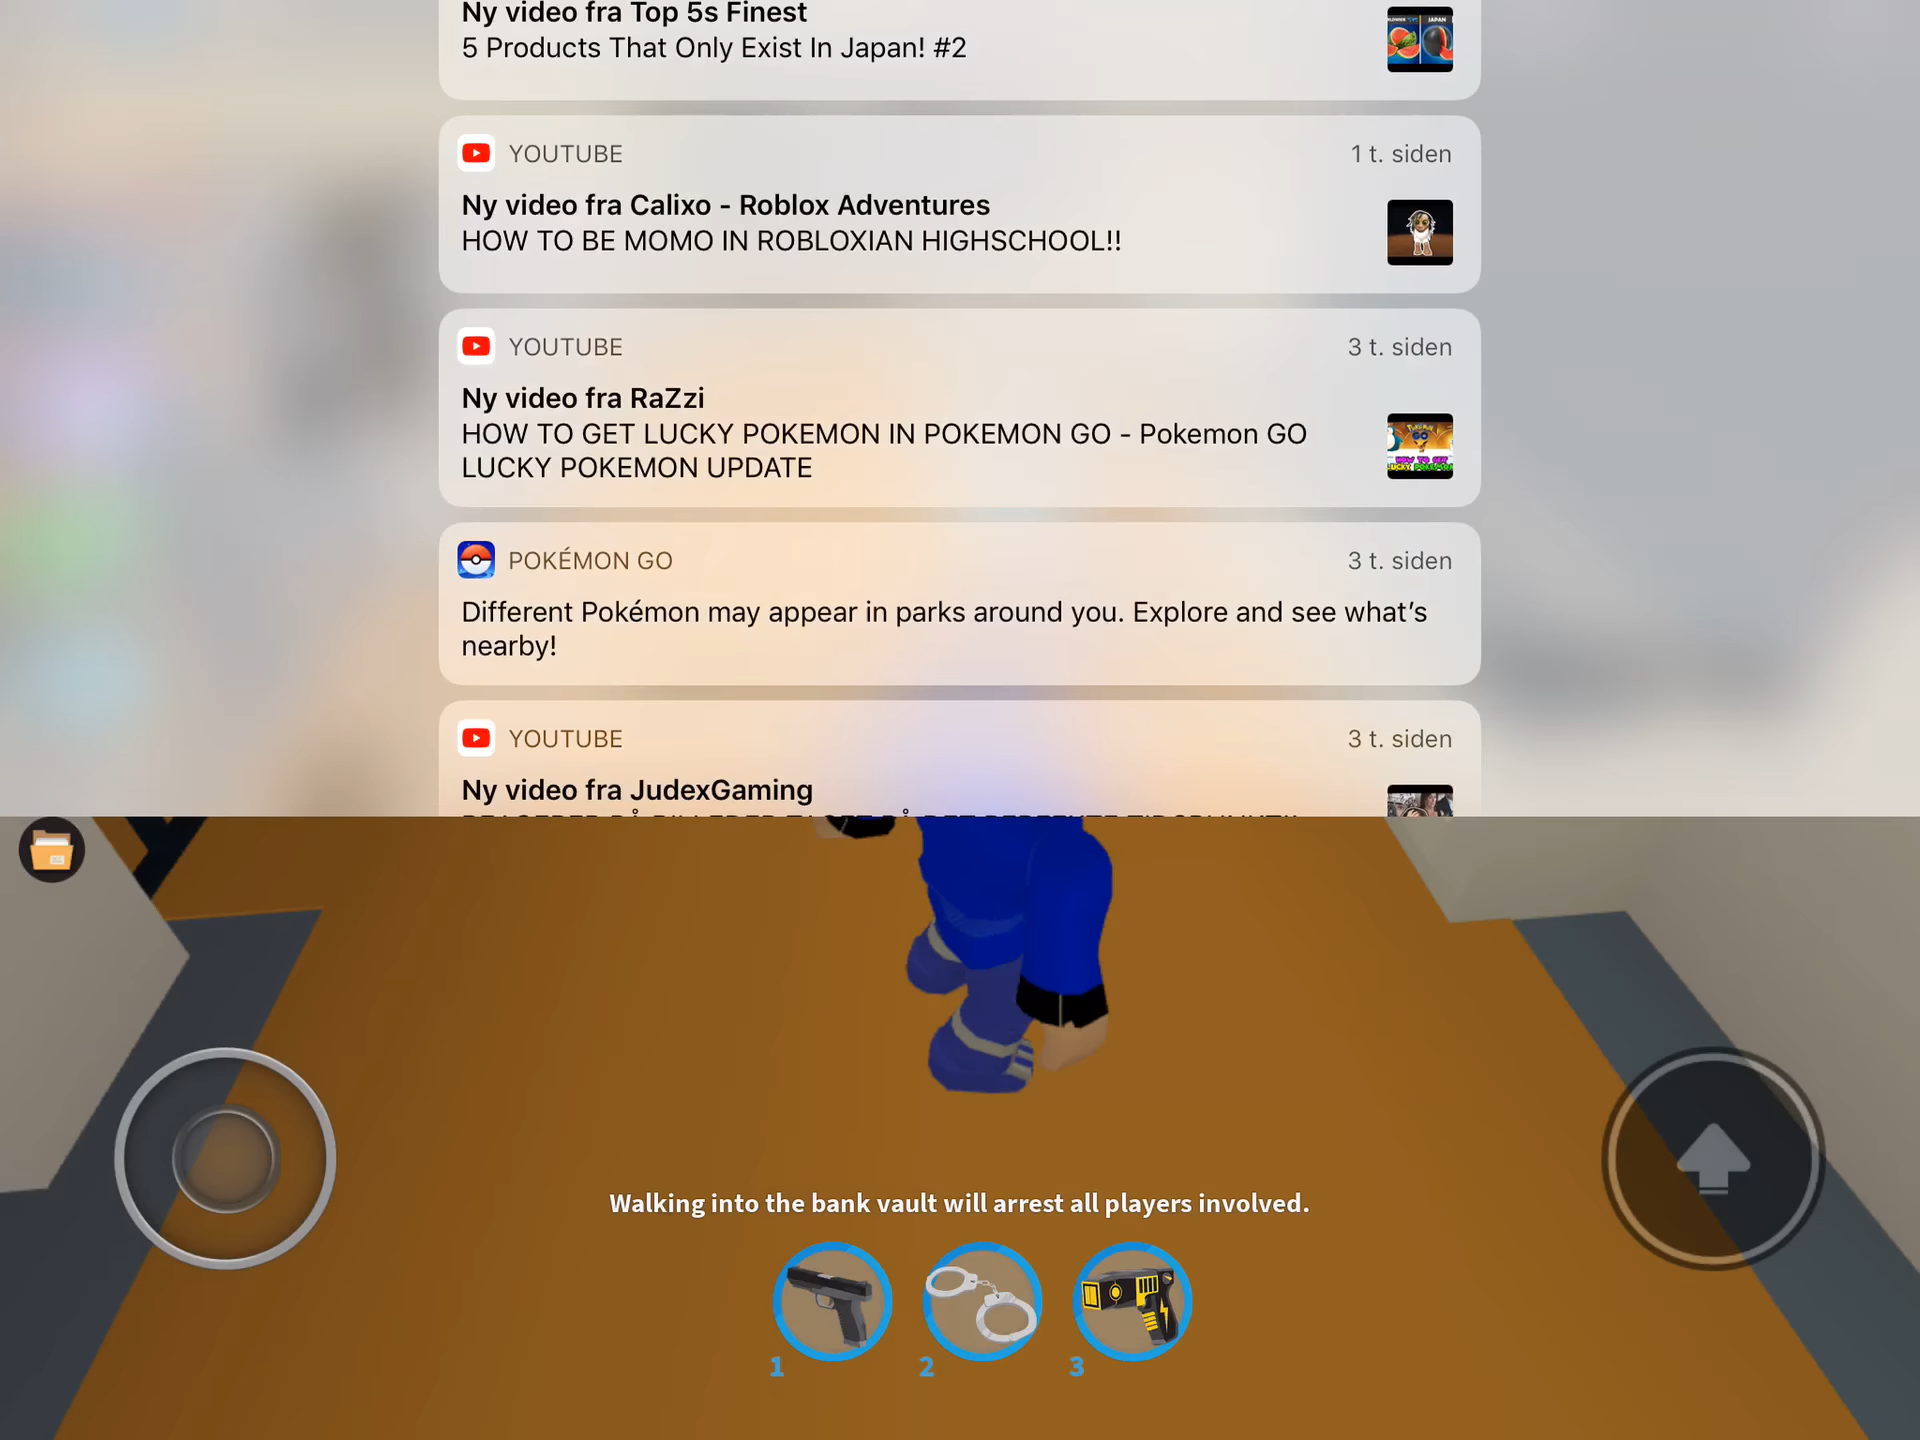 Ny video fra Top 5s Finest
5 Products That Only Exist In Japan! #2
YOUTUBE
1 t. siden
Ny video fra Calixo - Roblox Adventures
HOW TO BE MOMO IN ROBLOXIAN HIGHSCHOOL!!
YOUTUBE
3 t. siden
Ny video fra RaZzi
HOW TO GET LUCKY POKEMON IN POKEMON GO - Pokemon GO
LUCKY POKEMON UPDATE
POKÉMON GO
3 t. siden
Different Pokémon may appear in parks around you. Explore and see what's
nearby!
YOUTUBE
3 t. siden
Ny video fra JudexGaming
Walking into the bank vault will arrest all players involved.
1
2
3